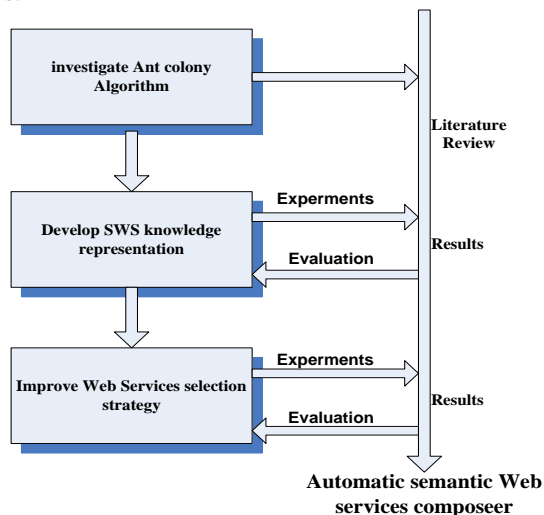 investigate Ant colony
Algorithm
Literature
Review
Experments
Develop SWS knowledge
representation
Results
Evaluation
Experments
Improve Web Services selection
strategy
Results
Evaluation
Automatic semantic Web
services composeer